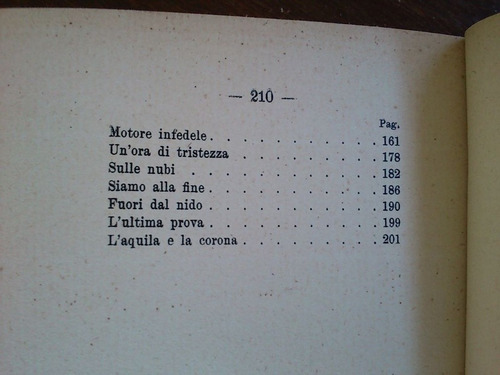 — 210 —
Pag.
Motore infedele . . . . . . . . . . . 161
Un'ora di tristezza . . . . . . . . . . 178
Sulle nubi . . . . . . . . . . . . 182
Siamo alla fine . . . . . . . . . . . 186
Fuori dal nido . . . . . . . . . . . 190
L'ultima prova . . . . . . . . . . . 199
L'aquila e la corona . . . . . . . . . 201